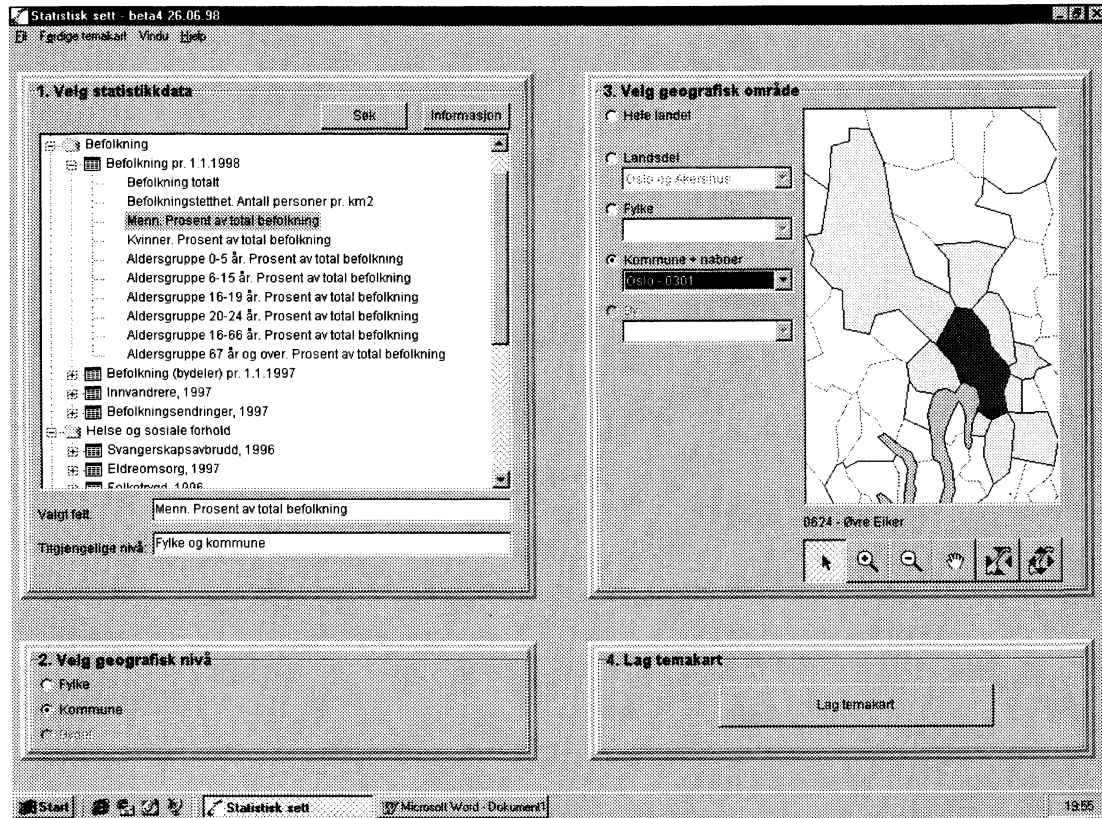 Statistisk sett - beta4 26.06.98
Fil Ferdige temakart Vindu Hjelp
1. Velg statistikkdata
Søk Informasjon
Befolkning
Befolkning pr. 1.1.1998
Befolkning totalt
Befolkningstetthet. Antall personer pr. km2
Menn. Prosent av total befolkning
Kvinner. Prosent av total befolkning
Aldersgruppe 0-5 år. Prosent av total befolkning
Aldersgruppe 6-15 år. Prosent av total befolkning
Aldersgruppe 16-19 år. Prosent av total befolkning
Aldersgruppe 20-24 år. Prosent av total befolkning
Aldersgruppe 16-66 år. Prosent av total befolkning
Aldersgruppe 67 år og over. Prosent av total befolkning
Befolkning (bydeler) pr. 1.1.1997
Innvandrere, 1997
Befolkningsendringer, 1997
Helse og sosiale forhold
Svangerskapsavbrudd, 1996
Eldreomsorg, 1997
Folketrygd, 1996
Valgt felt: Menn. Prosent av total befolkning
Tilgjengelige nivå: Fylke og kommune
2. Velg geografisk nivå
Fylke
Kommune
Bydel
3. Velg geografisk område
Hele landet
Landsdel
Oslo og Akershus
Fylke
Kommune + naboer
Oslo - 0301
0624 - Øvre Eiker
4. Lag temakart
Lag temakart
Start Statistisk sett Microsoft Word - Dokument1 19:55